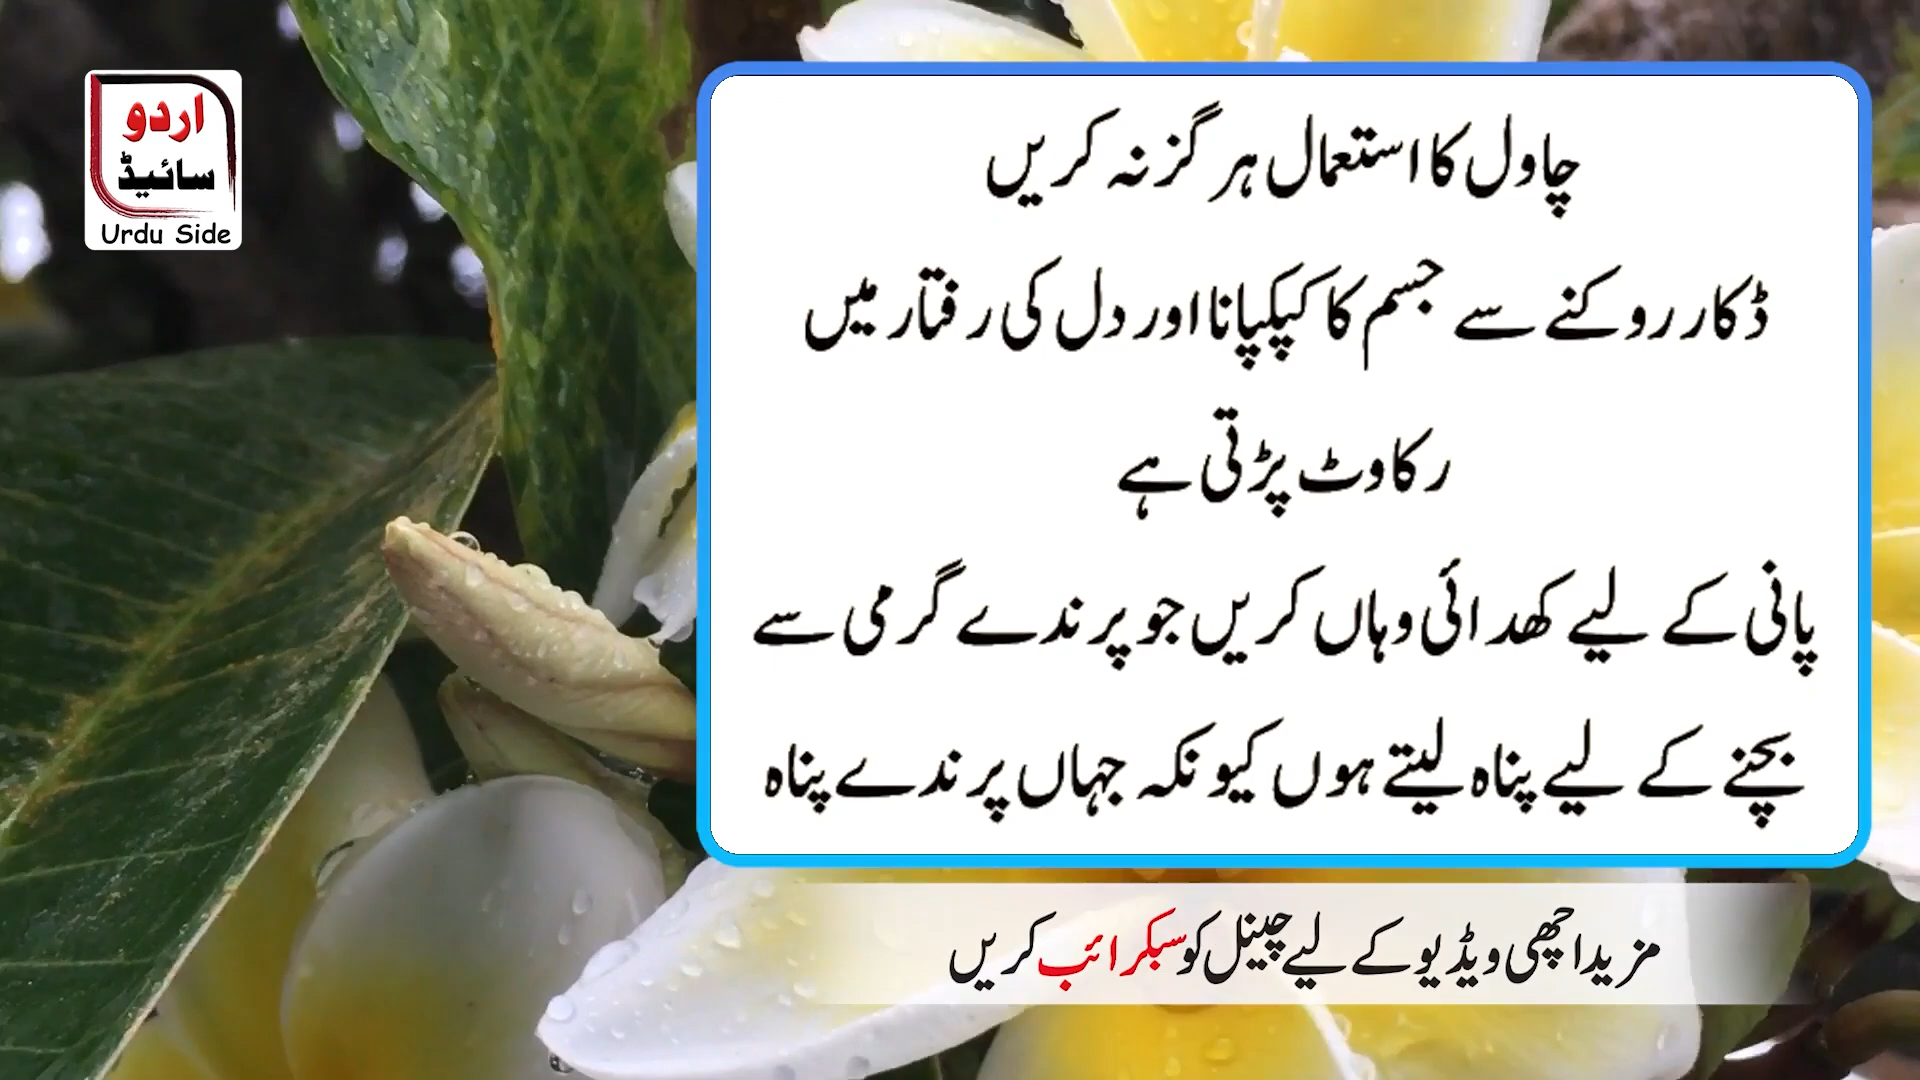 اردو
سائیڈ
Urdu Side
چاول کا استعمال ہرگز نہ کریں
ڈکار روکنے سے جسم کا کپکپانا اور دل کی رفتار میں
رکاوٹ پڑتی ہے
پانی کے لیے کھدائی وہاں کریں جو پرندے گرمی سے
بچنے کے لیے پناہ لیتے ہوں کیونکہ جہاں پرندے پناہ
مزید اچھی ویڈیو کے لیے چینل کو سبکرائب کریں